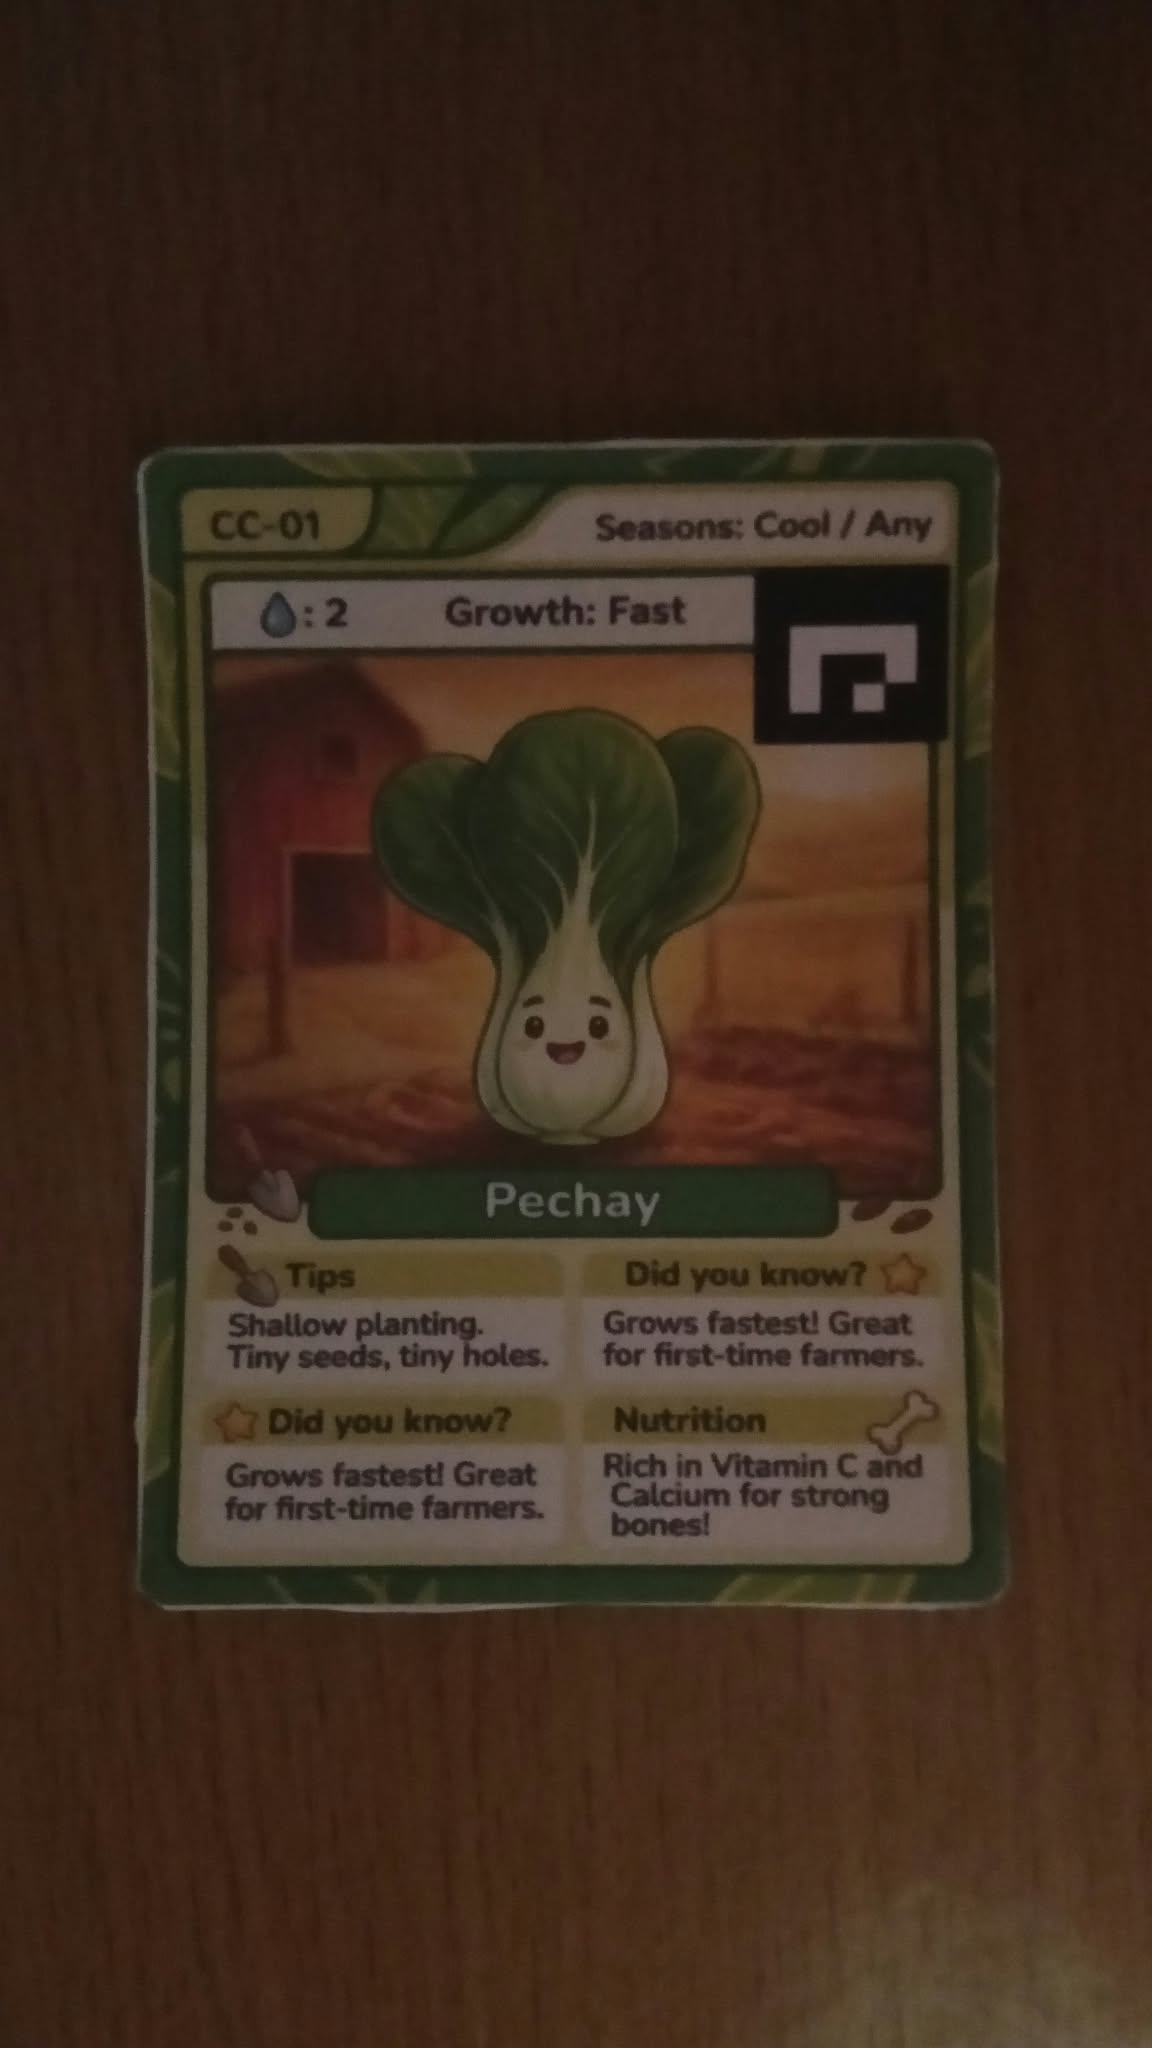 CC-01
Seasons: Cool / Any
: 2
Growth: Fast
Pechay
Tips
Shallow planting.
Tiny seeds, tiny holes.
Did you know?
Grows fastest! Great
for first-time farmers.
Did you know?
Grows fastest! Great
for first-time farmers.
Nutrition
Rich in Vitamin C and
Calcium for strong
bones!